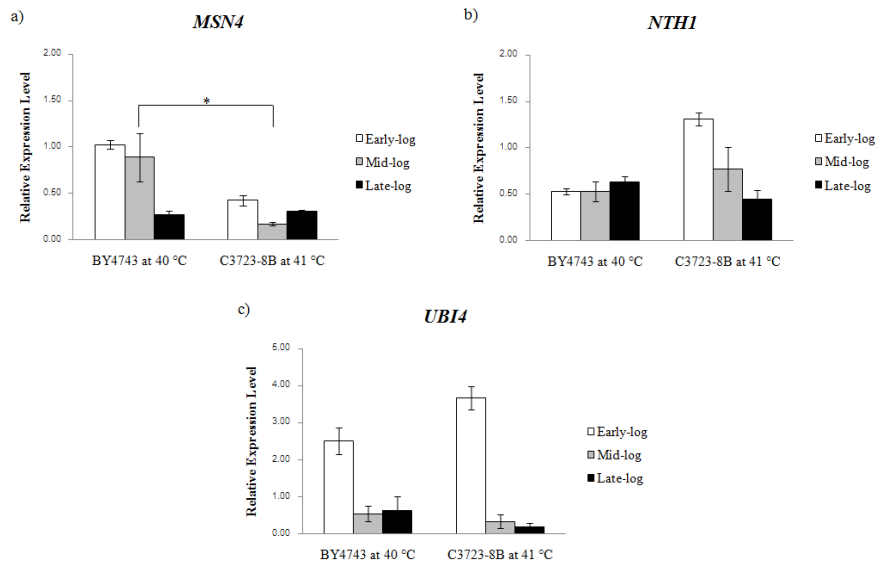 a)
MSN4
Relative Expression Level
2.00
1.50
1.00
0.50
0.00
*
BY4743 at 40 °C
C3723-8B at 41 °C
Early-log
Mid-log
Late-log
b)
NTH1
Relative Expression Level
2.00
1.50
1.00
0.50
0.00
BY4743 at 40 °C
C3723-8B at 41 °C
Early-log
Mid-log
Late-log
c)
UBI4
Relative Expression Level
5.00
4.00
3.00
2.00
1.00
0.00
BY4743 at 40 °C
C3723-8B at 41 °C
Early-log
Mid-log
Late-log